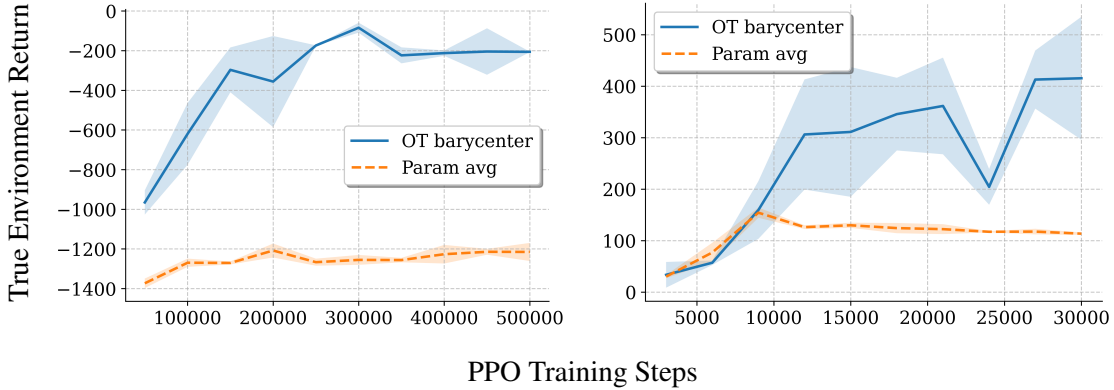 True Environment Return
0
−200
−400
−600
−800
−1000
−1200
−1400
OT barycenter
Param avg
100000 200000 300000 400000 500000
500
400
300
200
100
0
OT barycenter
Param avg
5000 10000 15000 20000 25000 30000
PPO Training Steps